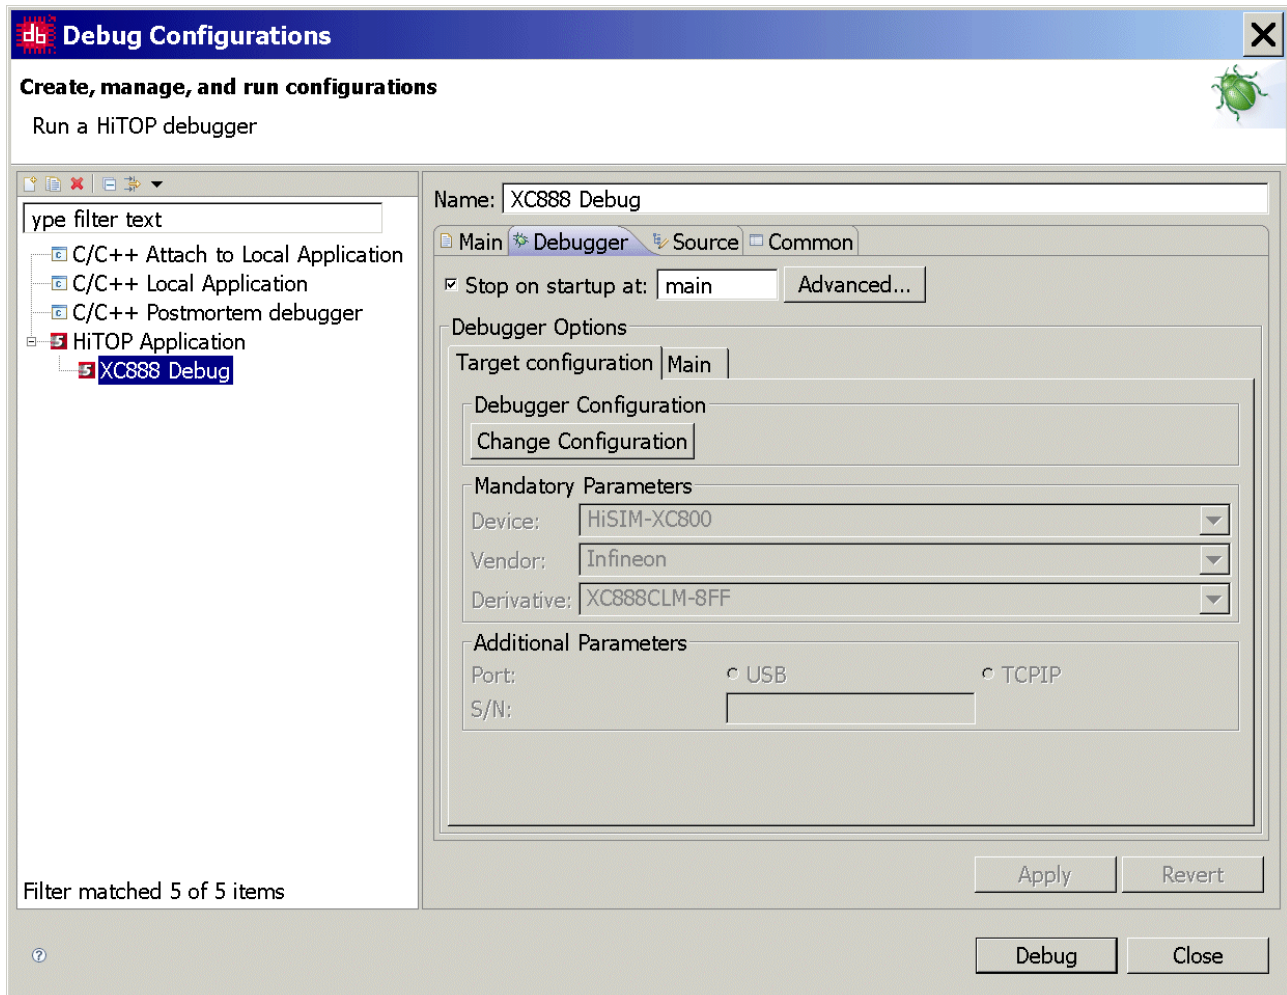 Debug Configurations
Create, manage, and run configurations
Run a HiTOP debugger
ype filter text
C/C++ Attach to Local Application
C/C++ Local Application
C/C++ Postmortem debugger
HiTOP Application
XC888 Debug
Filter matched 5 of 5 items
Name: XC888 Debug
Main Debugger Source Common
Stop on startup at: main Advanced...
Debugger Options
Target configuration Main
Debugger Configuration
Change Configuration
Mandatory Parameters
Device: HiSIM-XC800
Vendor: Infineon
Derivative: XC888CLM-8FF
Additional Parameters
Port: USB TCPIP
S/N:
Apply Revert
Debug Close